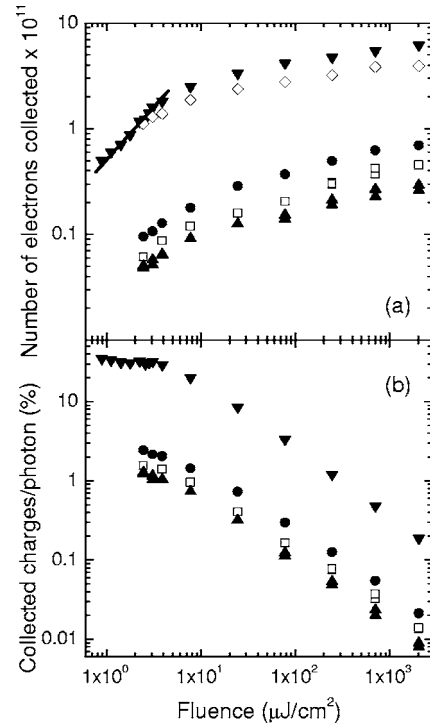 Number of electrons collected x 10^11
10
1
0.1
(a)
Collected charges/photon (%)
10
1
0.1
0.01
(b)
1x10^0 1x10^1 1x10^2 1x10^3
Fluence (μJ/cm^2)